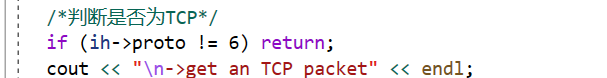 /*判断是否为TCP*/
if (ih->proto != 6) return;
cout << "\n->get an TCP packet" << endl;